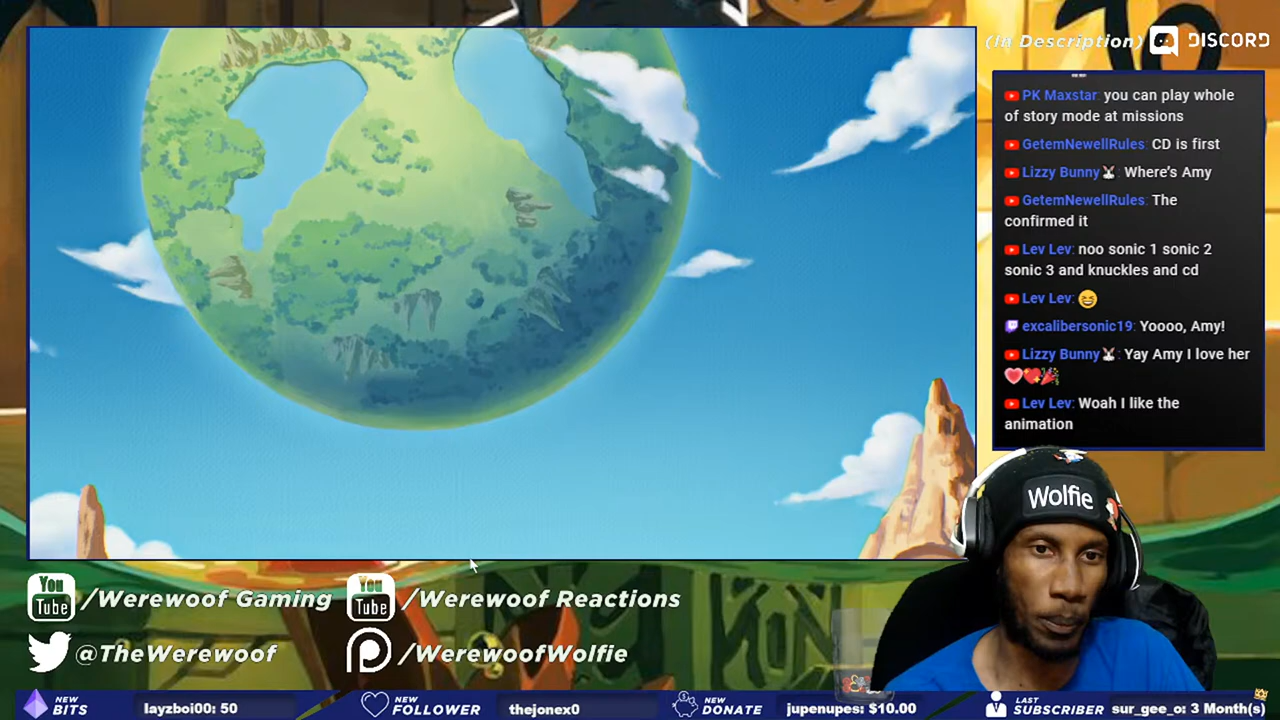 (In Description) DISCORD
PK Maxstar: you can play whole
of story mode at missions
GetemNewellRules: CD is first
Lizzy Bunny🐰: Where's Amy
GetemNewellRules: The
confirmed it
Lev Lev: noo sonic 1 sonic 2
sonic 3 and knuckles and cd
Lev Lev: 😆
excalibersonic19: Yoooo, Amy!
Lizzy Bunny🐰: Yay Amy I love her
💗💖🎉
Lev Lev: Woah I like the
animation
Wolfie
You Tube /Werewoof Gaming
You Tube /Werewoof Reactions
@TheWerewoof
/WerewoofWolfie
NEW BITS
layzboi00: 50
NEW FOLLOWER
thejonex0
NEW DONATE
jupenupes: $10.00
LAST SUBSCRIBER
sur_gee_o: 3 Month(s)